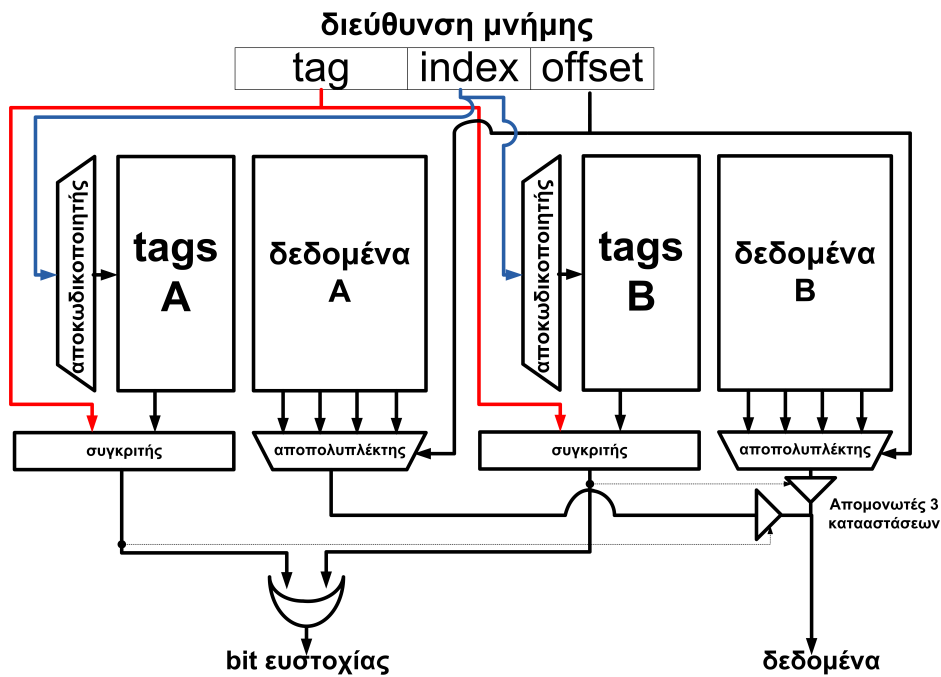 διεύθυνση μνήμης
tag index offset
αποκωδικοποιητής
tags
A
δεδομένα
A
αποκωδικοποιητής
tags
B
δεδομένα
B
συγκριτής
αποπολυπλέκτης
συγκριτής
αποπολυπλέκτης
Απομονωτές 3
κατααστάσεων
bit ευστοχίας
δεδομένα